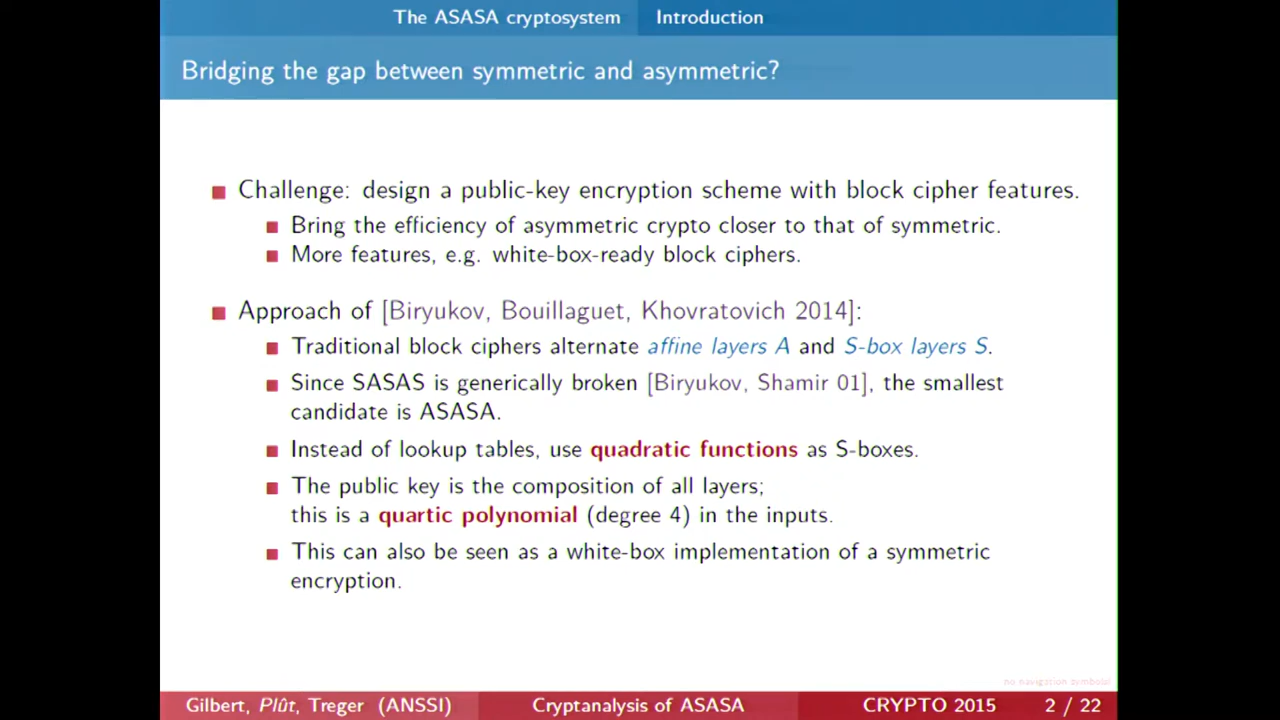 The ASASA cryptosystem Introduction
Bridging the gap between symmetric and asymmetric?
Challenge: design a public-key encryption scheme with block cipher features.
Bring the efficiency of asymmetric crypto closer to that of symmetric.
More features, e.g. white-box-ready block ciphers.
Approach of [Biryukov, Bouillaguet, Khovratovich 2014]:
Traditional block ciphers alternate affine layers A and S-box layers S.
Since SASAS is generically broken [Biryukov, Shamir 01], the smallest
candidate is ASASA.
Instead of lookup tables, use quadratic functions as S-boxes.
The public key is the composition of all layers;
this is a quartic polynomial (degree 4) in the inputs.
This can also be seen as a white-box implementation of a symmetric
encryption.
no navigation symbols!
Gilbert, Plût, Treger (ANSSI) Cryptanalysis of ASASA CRYPTO 2015 2 / 22